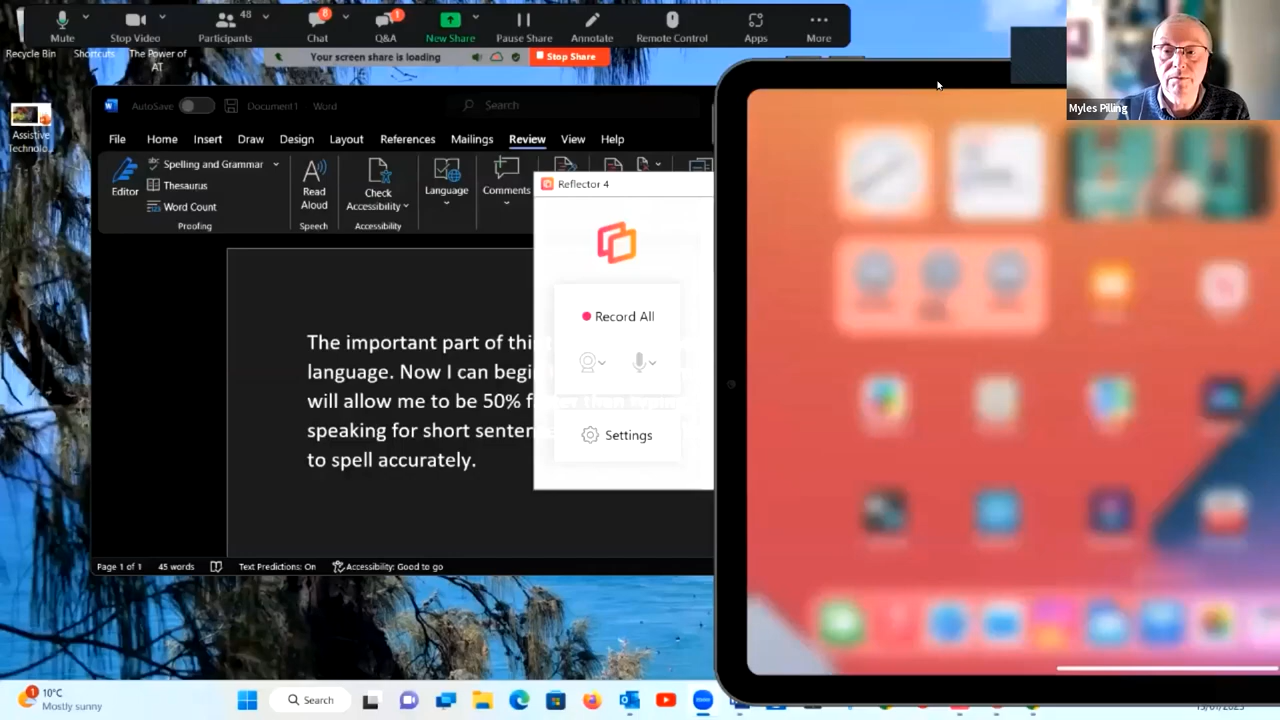 Mute
Stop Video
Participants
48
Chat
8
Q&A
1
New Share
Pause Share
Annotate
Remote Control
Apps
More
Recycle Bin
Shortcuts
The Power of
AT
Your screen share is loading
Stop Share
Myles Pilling
Assistive
Technolo...
AutoSave
Document1
Word
Search
File
Home
Insert
Draw
Design
Layout
References
Mailings
Review
View
Help
Editor
Spelling and Grammar
Thesaurus
Word Count
Proofing
Read
Aloud
Speech
Check
Accessibility
Accessibility
Language
Comments
Reflector 4
Record All
Settings
The important part of
language. Now I can
will allow me to be 50%
speaking for short
to spell accurately.
Page 1 of 1
45 words
Text Predictions: On
Accessibility: Good to go
1
10°C
Mostly sunny
Search